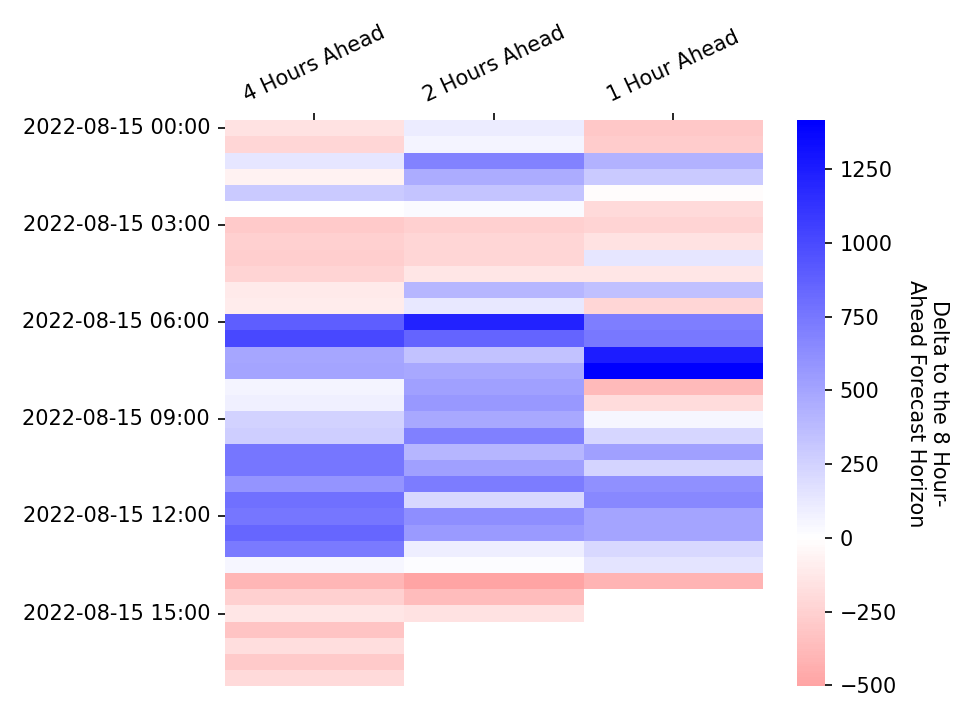 4 Hours Ahead
2 Hours Ahead
1 Hour Ahead
2022-08-15 00:00
2022-08-15 03:00
2022-08-15 06:00
2022-08-15 09:00
2022-08-15 12:00
2022-08-15 15:00
1250
1000
750
500
250
0
−250
−500
Delta to the 8 Hour-
Ahead Forecast Horizon